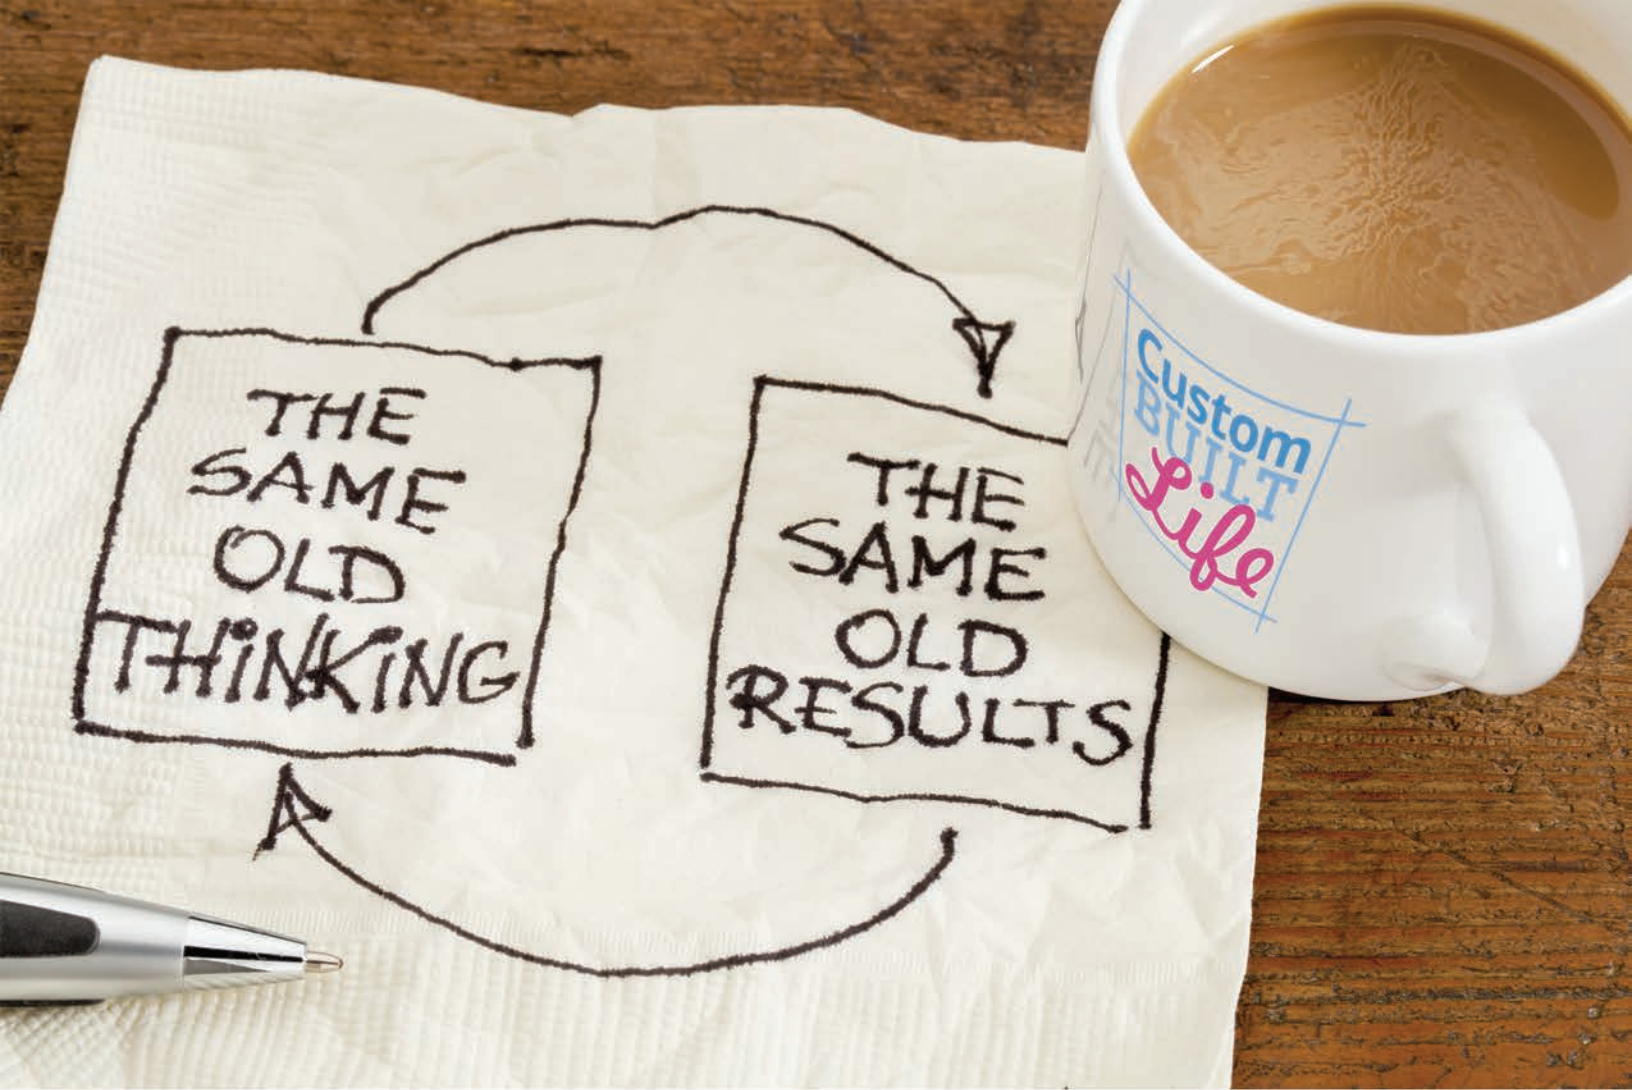 THE
SAME
OLD
THiNKiNG
THE
SAME
OLD
RESULTS
Custom
BUILT
Life